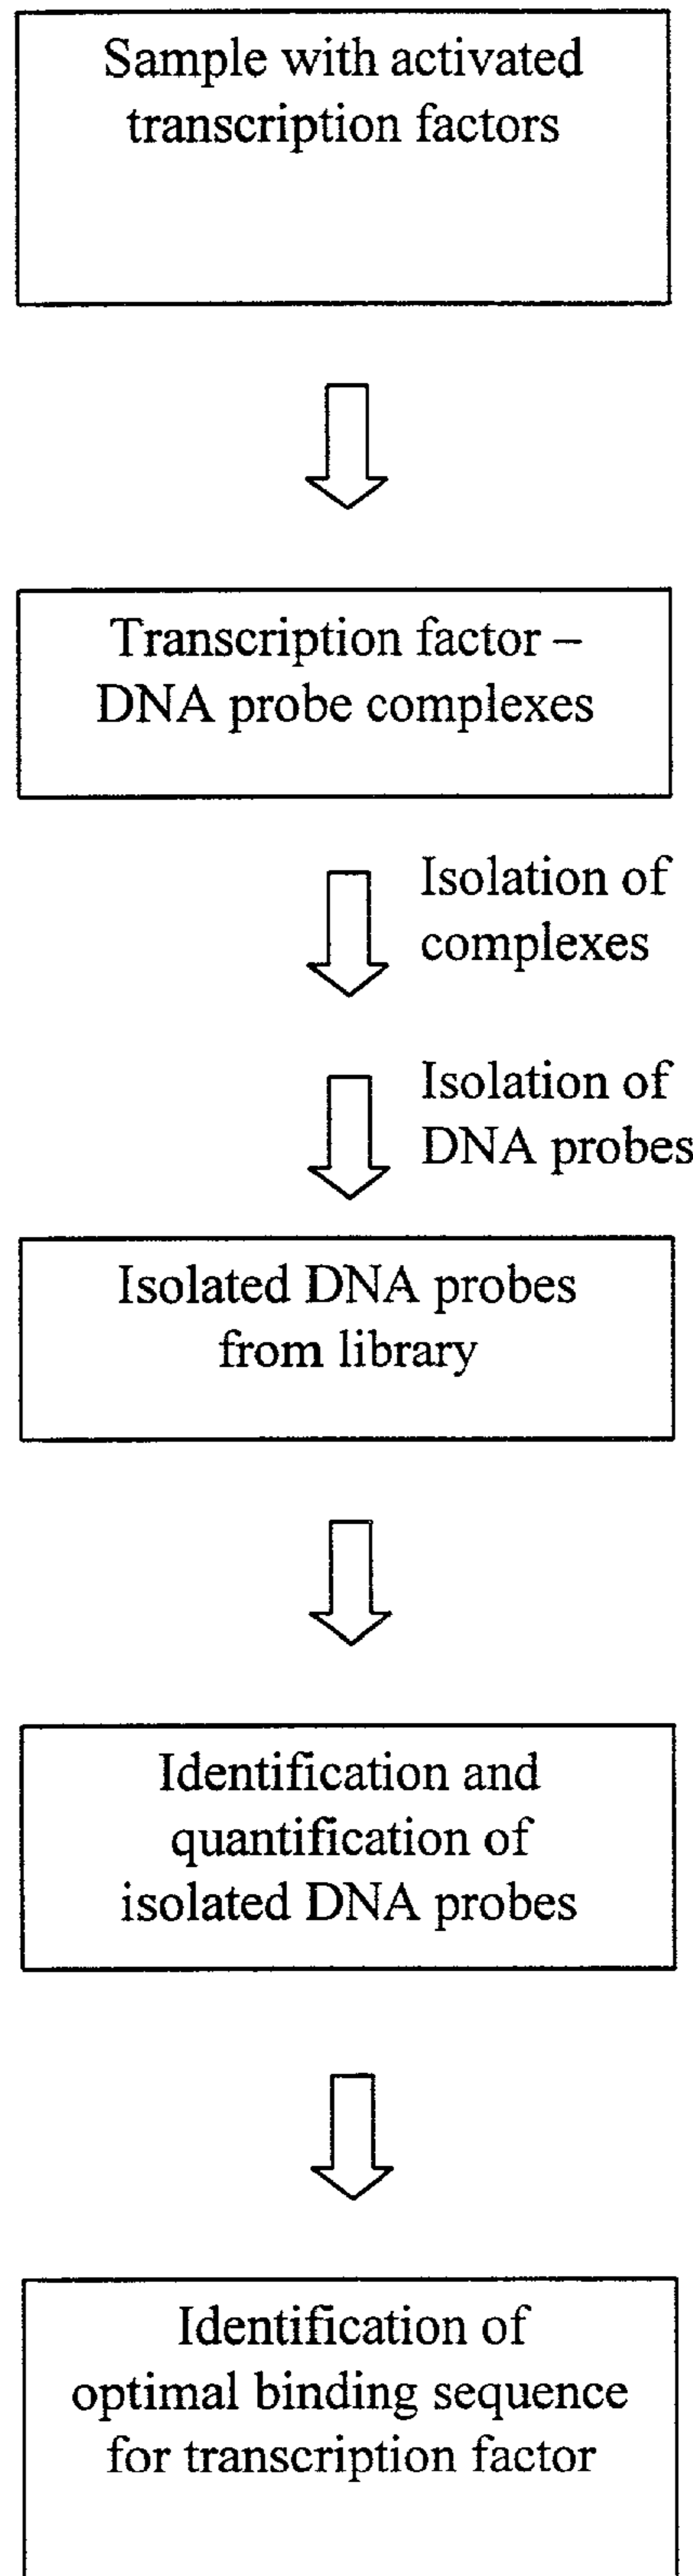 Sample with activated
transcription factors
Transcription factor –
DNA probe complexes
Isolation of
complexes
Isolation of
DNA probes
Isolated DNA probes
from library
Identification and
quantification of
isolated DNA probes
Identification of
optimal binding sequence
for transcription factor